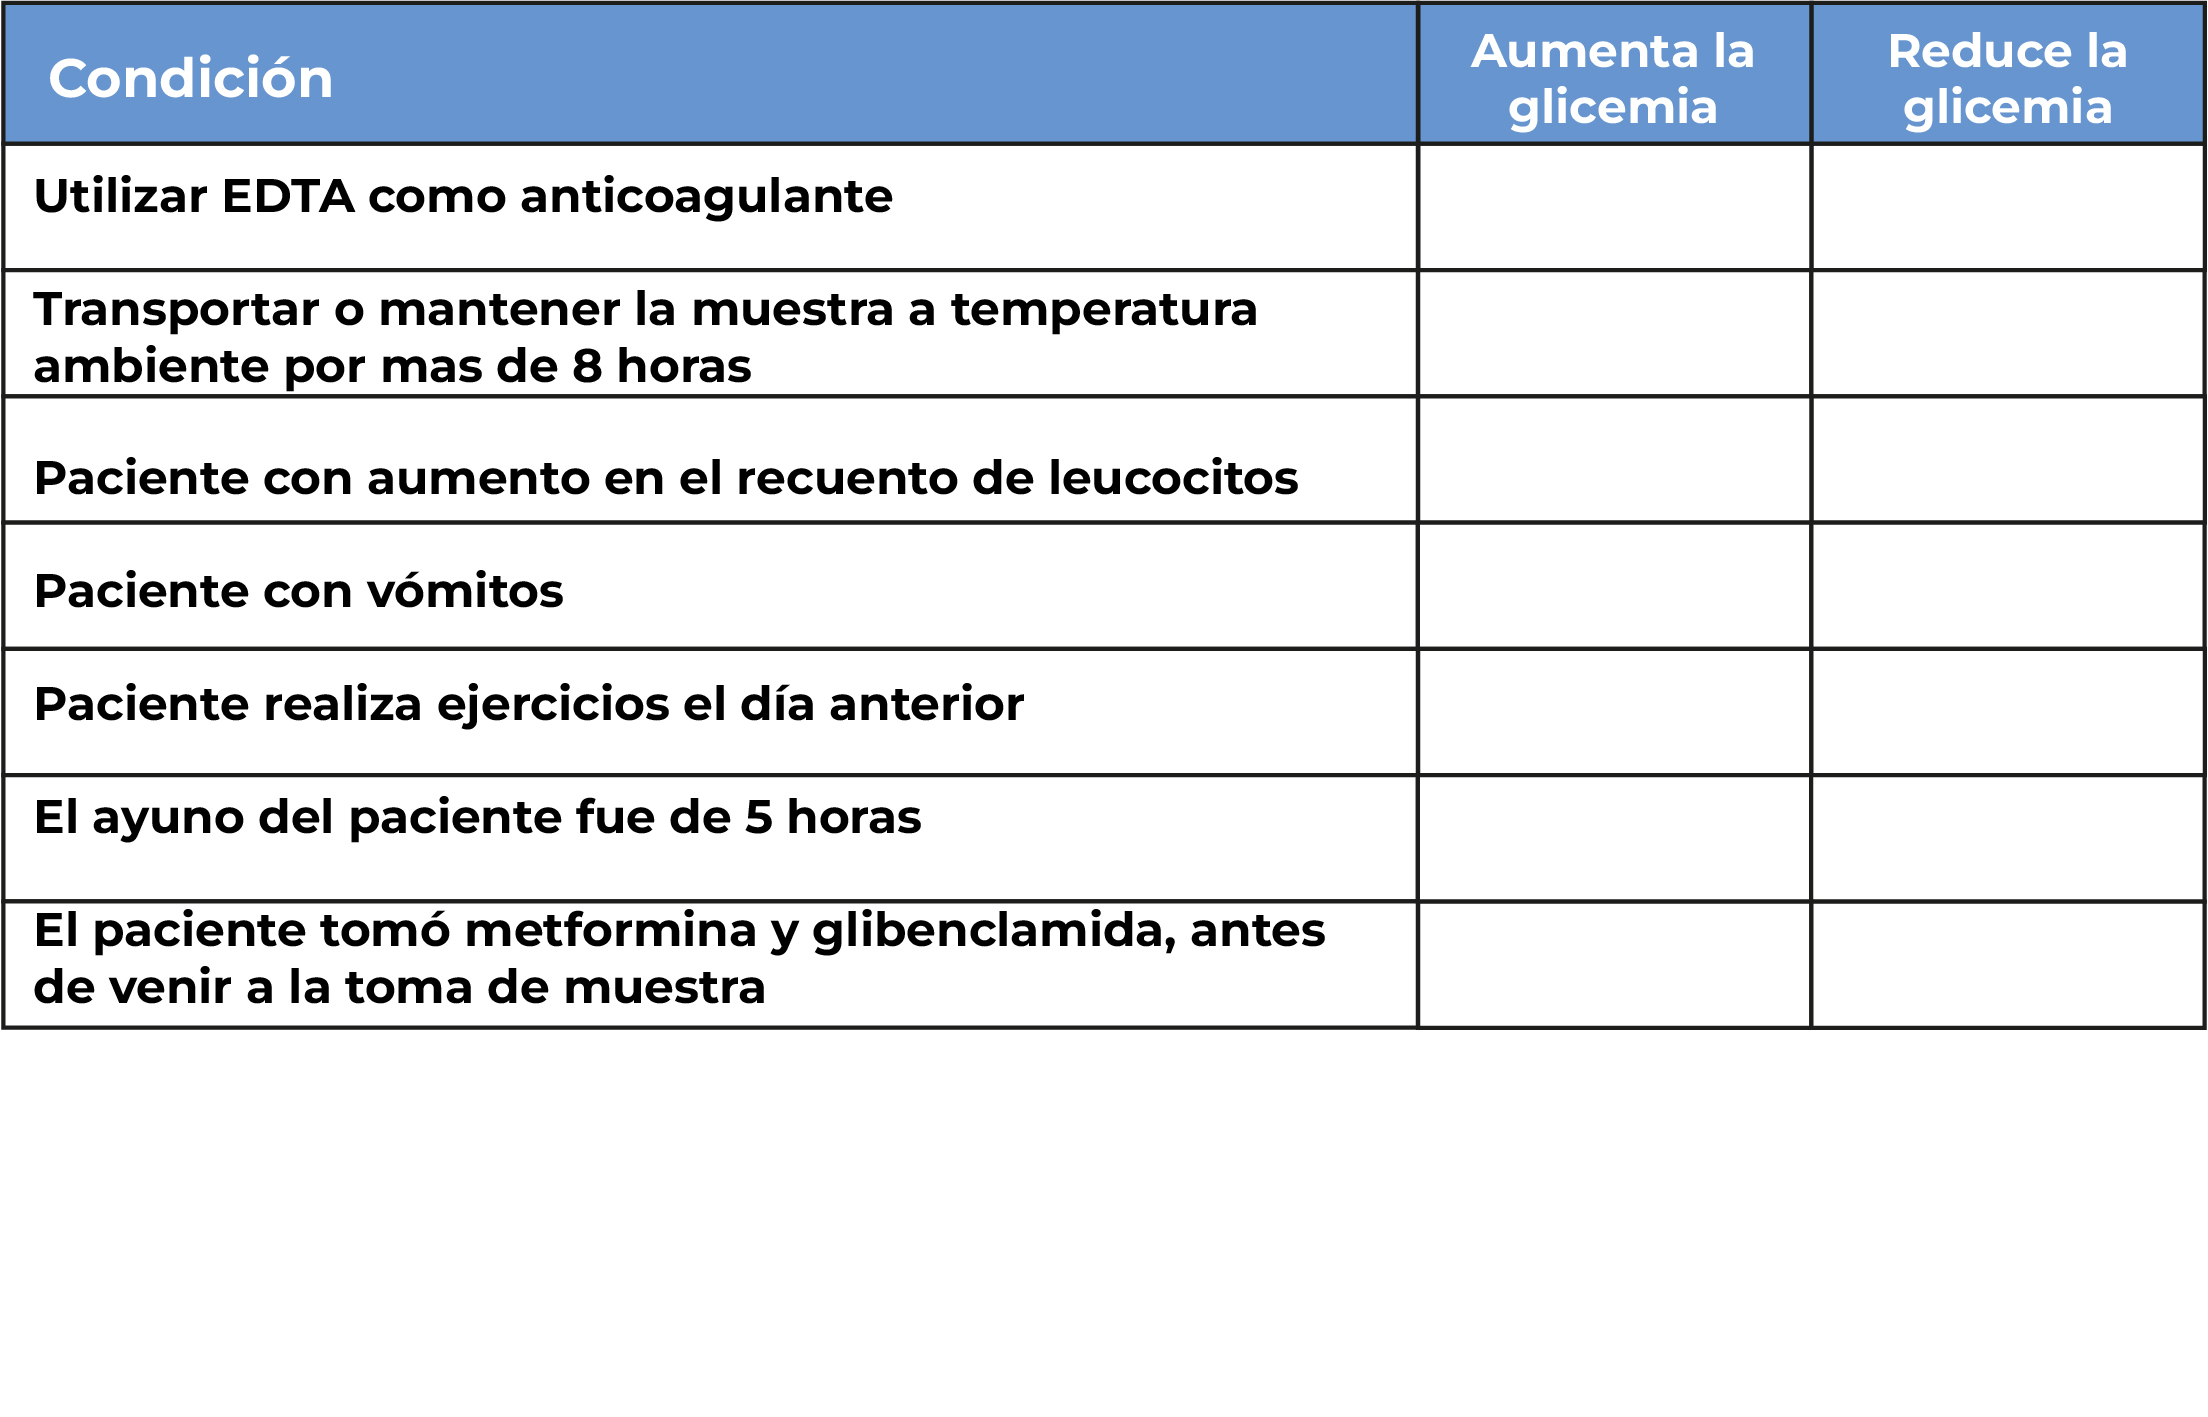 Condición
Aumenta la
glicemia
Reduce la
glicemia
Utilizar EDTA como anticoagulante
Transportar o mantener la muestra a temperatura
ambiente por mas de 8 horas
Paciente con aumento en el recuento de leucocitos
Paciente con vómitos
Paciente realiza ejercicios el día anterior
El ayuno del paciente fue de 5 horas
El paciente tomó metformina y glibenclamida, antes
de venir a la toma de muestra